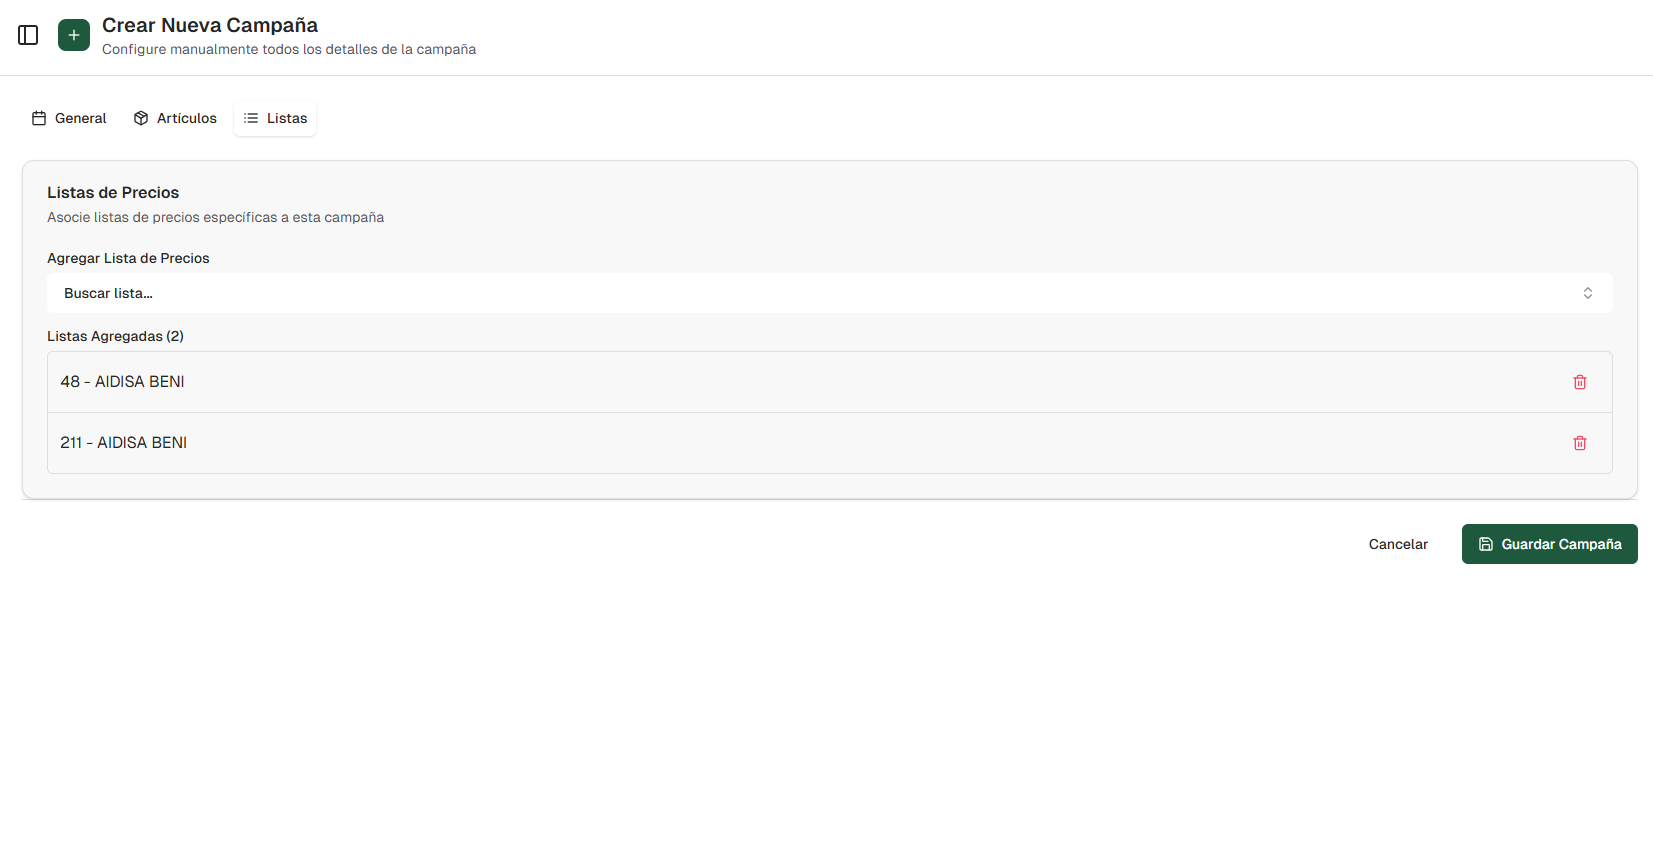 Crear Nueva Campaña
Configure manualmente todos los detalles de la campaña
General
Artículos
Listas
Listas de Precios
Asocie listas de precios específicas a esta campaña
Agregar Lista de Precios
Buscar lista...
Listas Agregadas (2)
48 - AIDISA BENI
211 - AIDISA BENI
Cancelar
Guardar Campaña